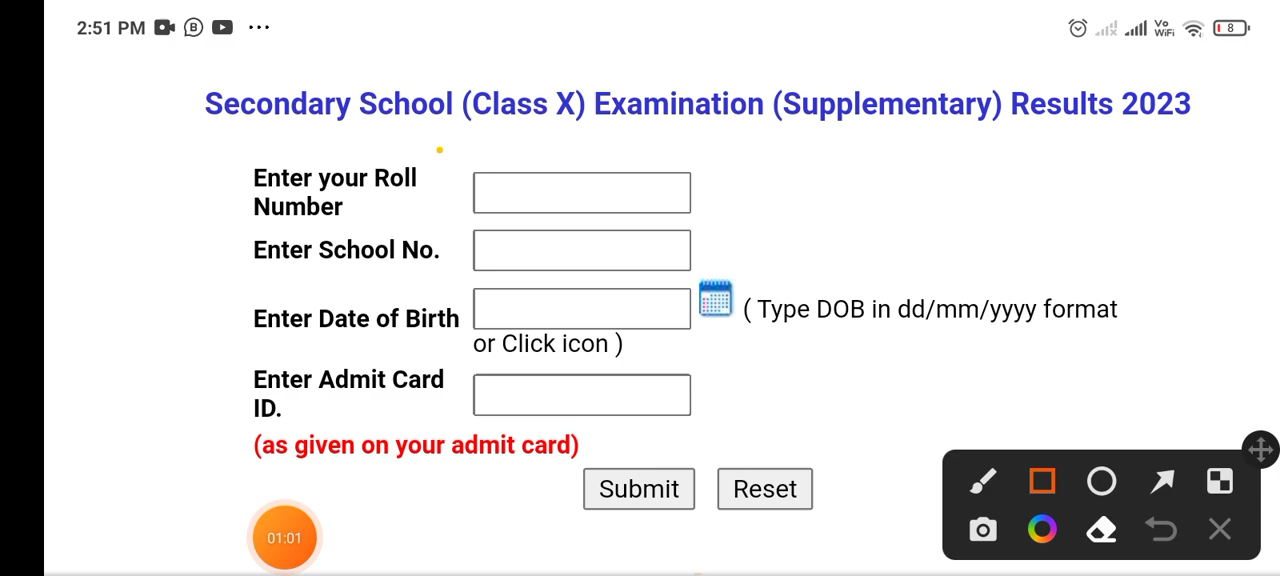 2:51 PM B ...
Vo WiFi 8
Secondary School (Class X) Examination (Supplementary) Results 2023
Enter your Roll
Number
Enter School No.
Enter Date of Birth
( Type DOB in dd/mm/yyyy format
or Click icon )
Enter Admit Card
ID.
(as given on your admit card)
Submit Reset
01:01